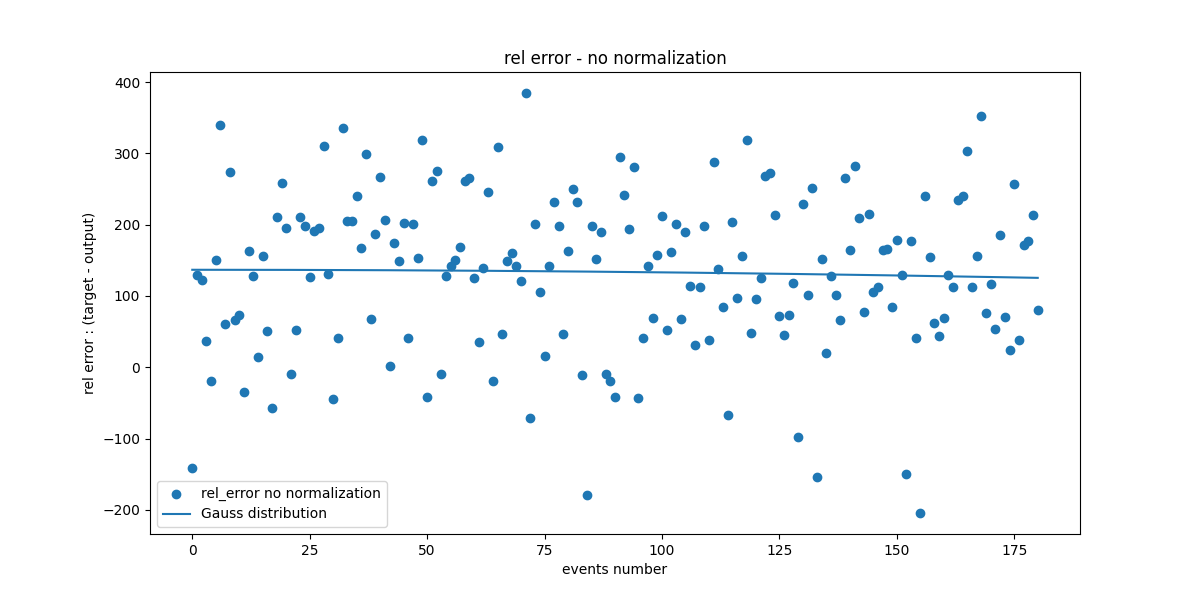 rel error - no normalization
400
300
200
100
0
−100
−200
rel error : (target - output)
rel_error no normalization
Gauss distribution
0 25 50 75 100 125 150 175
events number